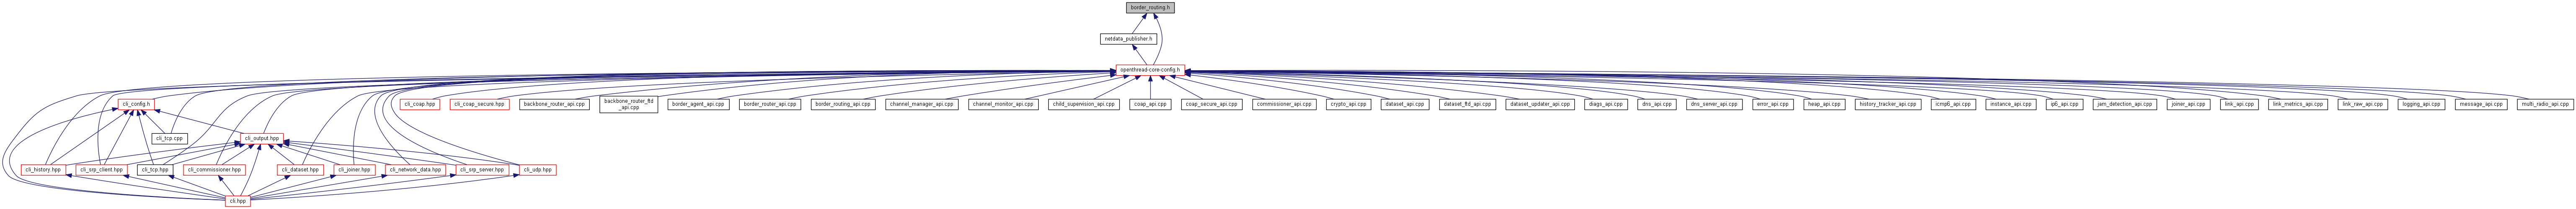 border_routing.h
netdata_publisher.h
openthread-core-config.h
cli_config.h
cli_coap.hpp
cli_coap_secure.hpp
backbone_router_api.cpp
backbone_router_ftd
_api.cpp
border_agent_api.cpp
border_router_api.cpp
border_routing_api.cpp
channel_manager_api.cpp
channel_monitor_api.cpp
child_supervision_api.cpp
coap_api.cpp
coap_secure_api.cpp
commissioner_api.cpp
crypto_api.cpp
dataset_api.cpp
dataset_ftd_api.cpp
dataset_updater_api.cpp
diags_api.cpp
dns_api.cpp
dns_server_api.cpp
error_api.cpp
heap_api.cpp
history_tracker_api.cpp
icmp6_api.cpp
instance_api.cpp
ip6_api.cpp
jam_detection_api.cpp
joiner_api.cpp
link_api.cpp
link_metrics_api.cpp
link_raw_api.cpp
logging_api.cpp
message_api.cpp
multi_radio_api.cpp
cli_tcp.cpp
cli_output.hpp
cli_history.hpp
cli_srp_client.hpp
cli_tcp.hpp
cli_commissioner.hpp
cli_dataset.hpp
cli_joiner.hpp
cli_network_data.hpp
cli_srp_server.hpp
cli_udp.hpp
cli.hpp